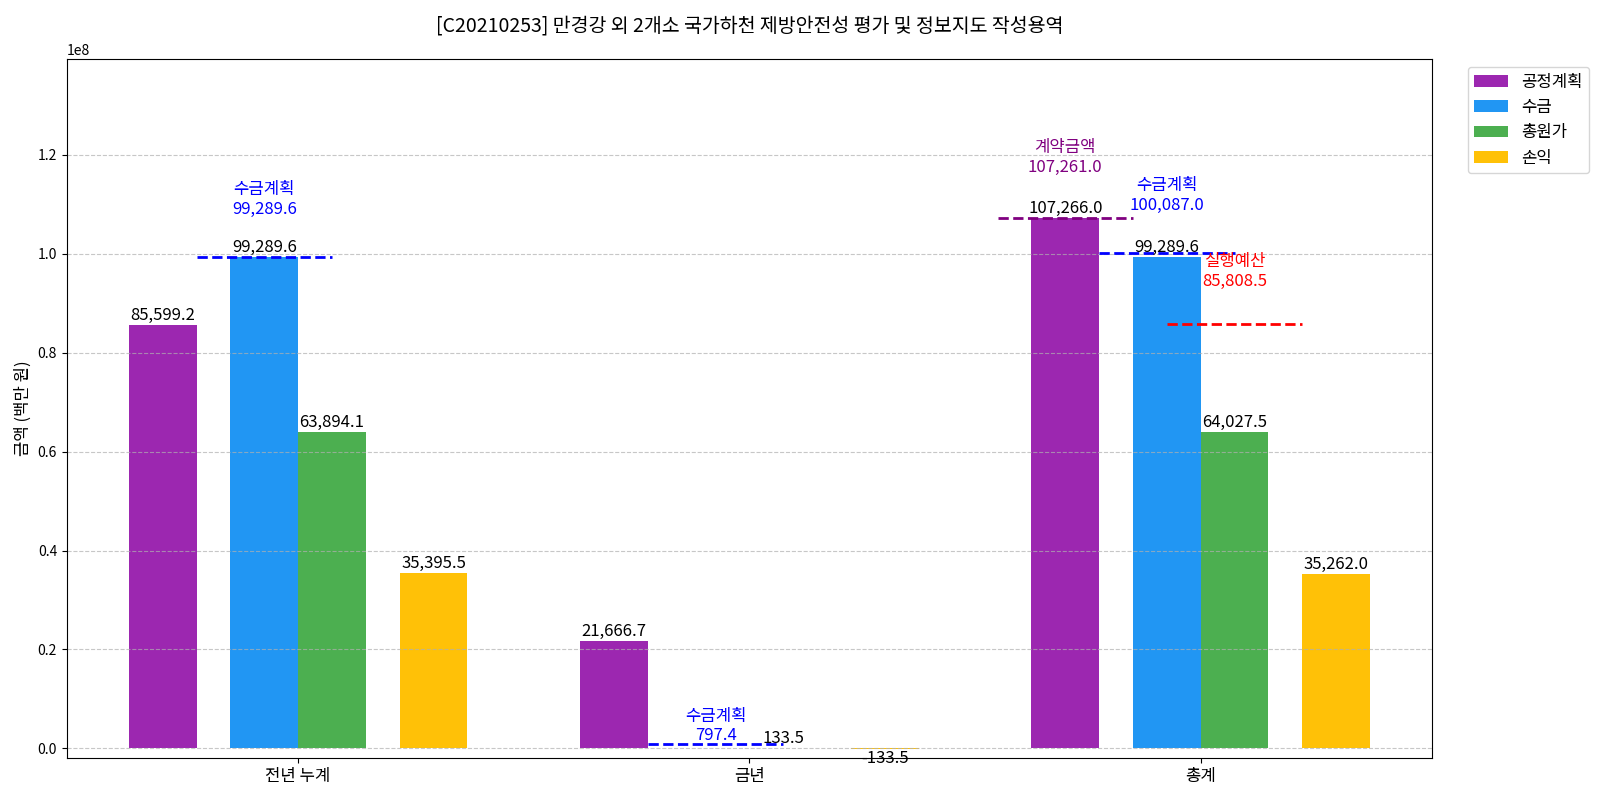 [C20210253] 만경강 외 2개소 국가하천 제방안전성 평가 및 정보지도 작성용역
1e8
금액 (백만 원)
1.2
1.0
0.8
0.6
0.4
0.2
0.0
수금계획
99,289.6
99,289.6
85,599.2
63,894.1
35,395.5
21,666.7
수금계획
797.4
133.5
-133.5
계약금액
107,261.0
107,266.0
수금계획
100,087.0
99,289.6
실행예산
85,808.5
64,027.5
35,262.0
전년 누계
금년
총계
공정계획
수금
총원가
손익